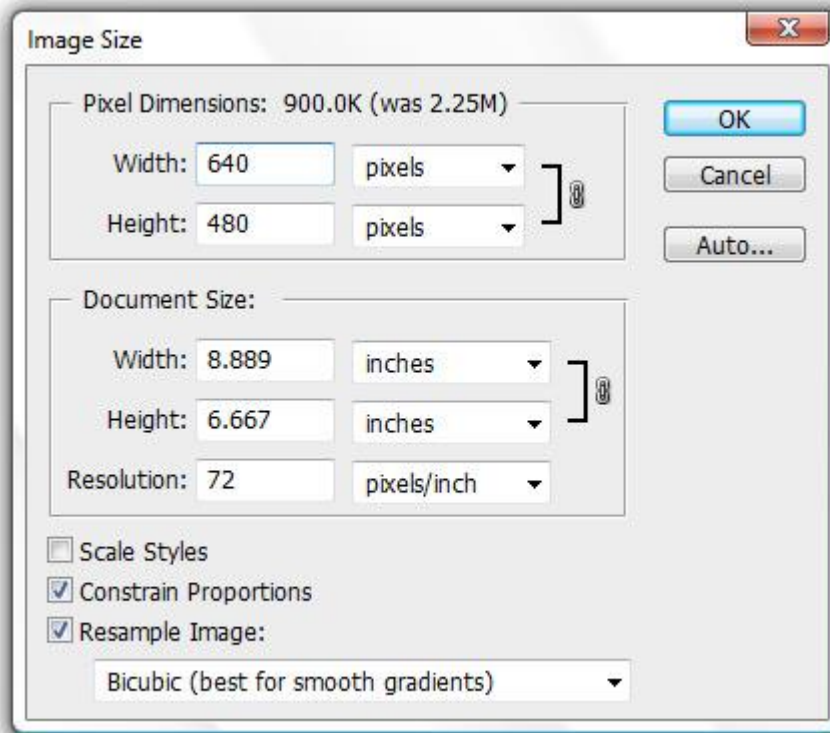 Image Size
Pixel Dimensions: 900.0K (was 2.25M)
OK
Width: 640 pixels
Cancel
Height: 480 pixels
Auto...
Document Size:
Width: 8.889 inches
Height: 6.667 inches
Resolution: 72 pixels/inch
Scale Styles
Constrain Proportions
Resample Image:
Bicubic (best for smooth gradients)